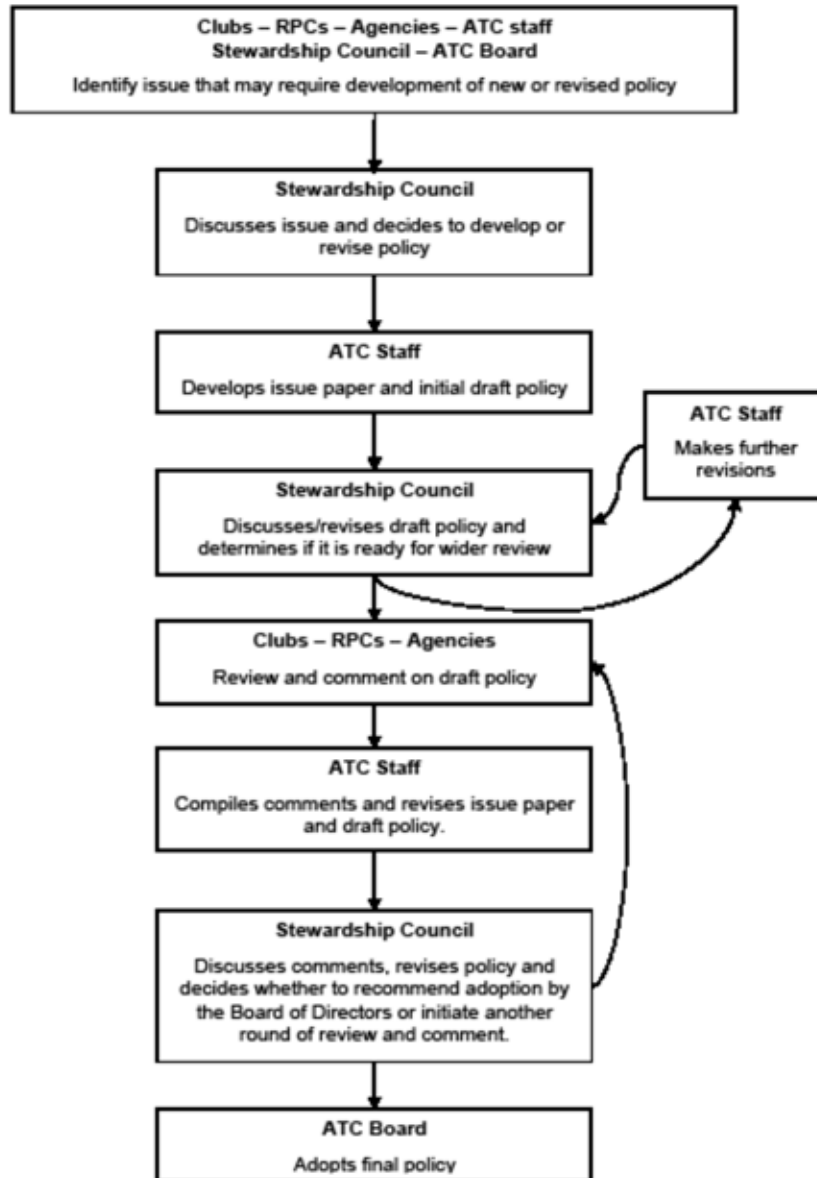 Clubs – RPCs – Agencies – ATC staff
Stewardship Council – ATC Board
Identify issue that may require development of new or revised policy
Stewardship Council
Discusses issue and decides to develop or
revise policy
ATC Staff
Develops issue paper and initial draft policy
ATC Staff
Makes further
revisions
Stewardship Council
Discusses/revises draft policy and
determines if it is ready for wider review
Clubs – RPCs – Agencies
Review and comment on draft policy
ATC Staff
Compiles comments and revises issue paper
and draft policy.
Stewardship Council
Discusses comments, revises policy and
decides whether to recommend adoption by
the Board of Directors or initiate another
round of review and comment.
ATC Board
Adopts final policy